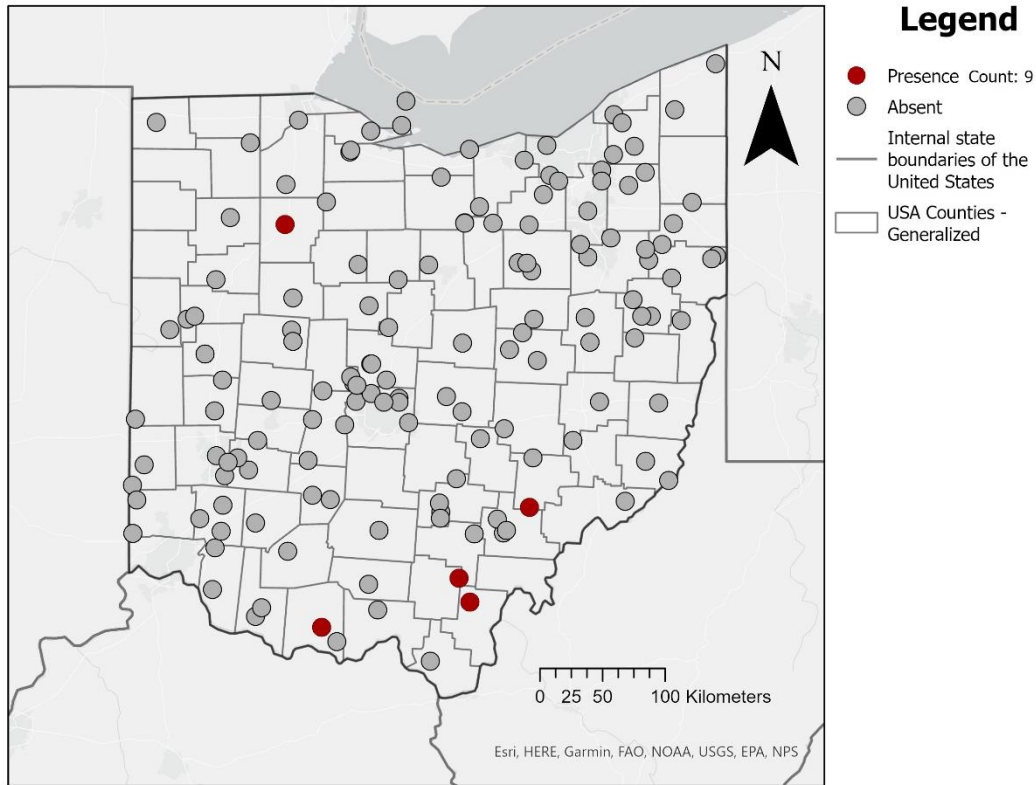 Legend
N
Presence Count: 9
Absent
Internal state
boundaries of the
United States
USA Counties -
Generalized
0 25 50 100 Kilometers
Esri, HERE, Garmin, FAO, NOAA, USGS, EPA, NPS